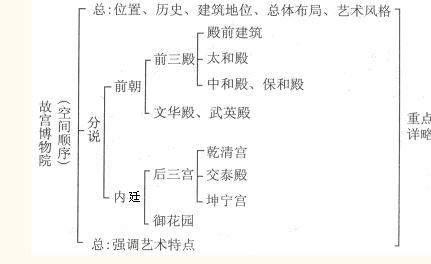 总:位置、历史、建筑地位、总体布局、艺术风格
殿前建筑
前三殿
太和殿
前朝
中和殿、保和殿
文华殿、武英殿
故宫博物院
(空间顺序)
分说
重点
详略
乾清宫
后三宫
交泰殿
内廷
坤宁宫
御花园
总:强调艺术特点